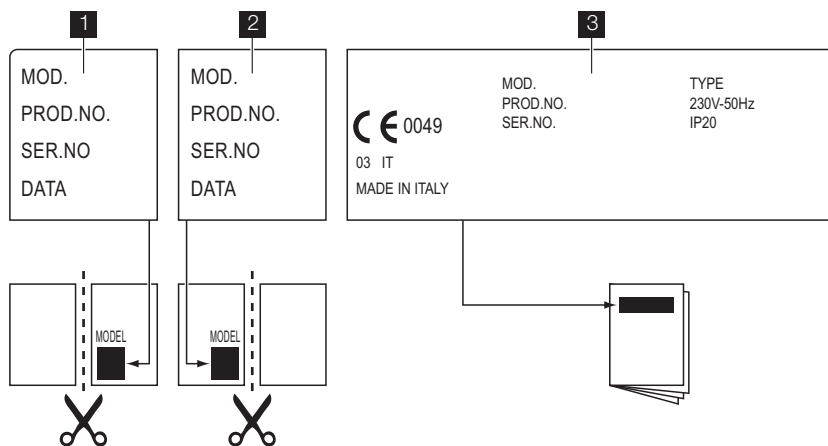 1
2
3
MOD.
PROD.NO.
SER.NO
DATA
MOD.
PROD.NO.
SER.NO
DATA
MOD.
PROD.NO.
SER.NO.
TYPE
230V-50Hz
IP20
CE 0049
03 IT
MADE IN ITALY
MODEL
MODEL